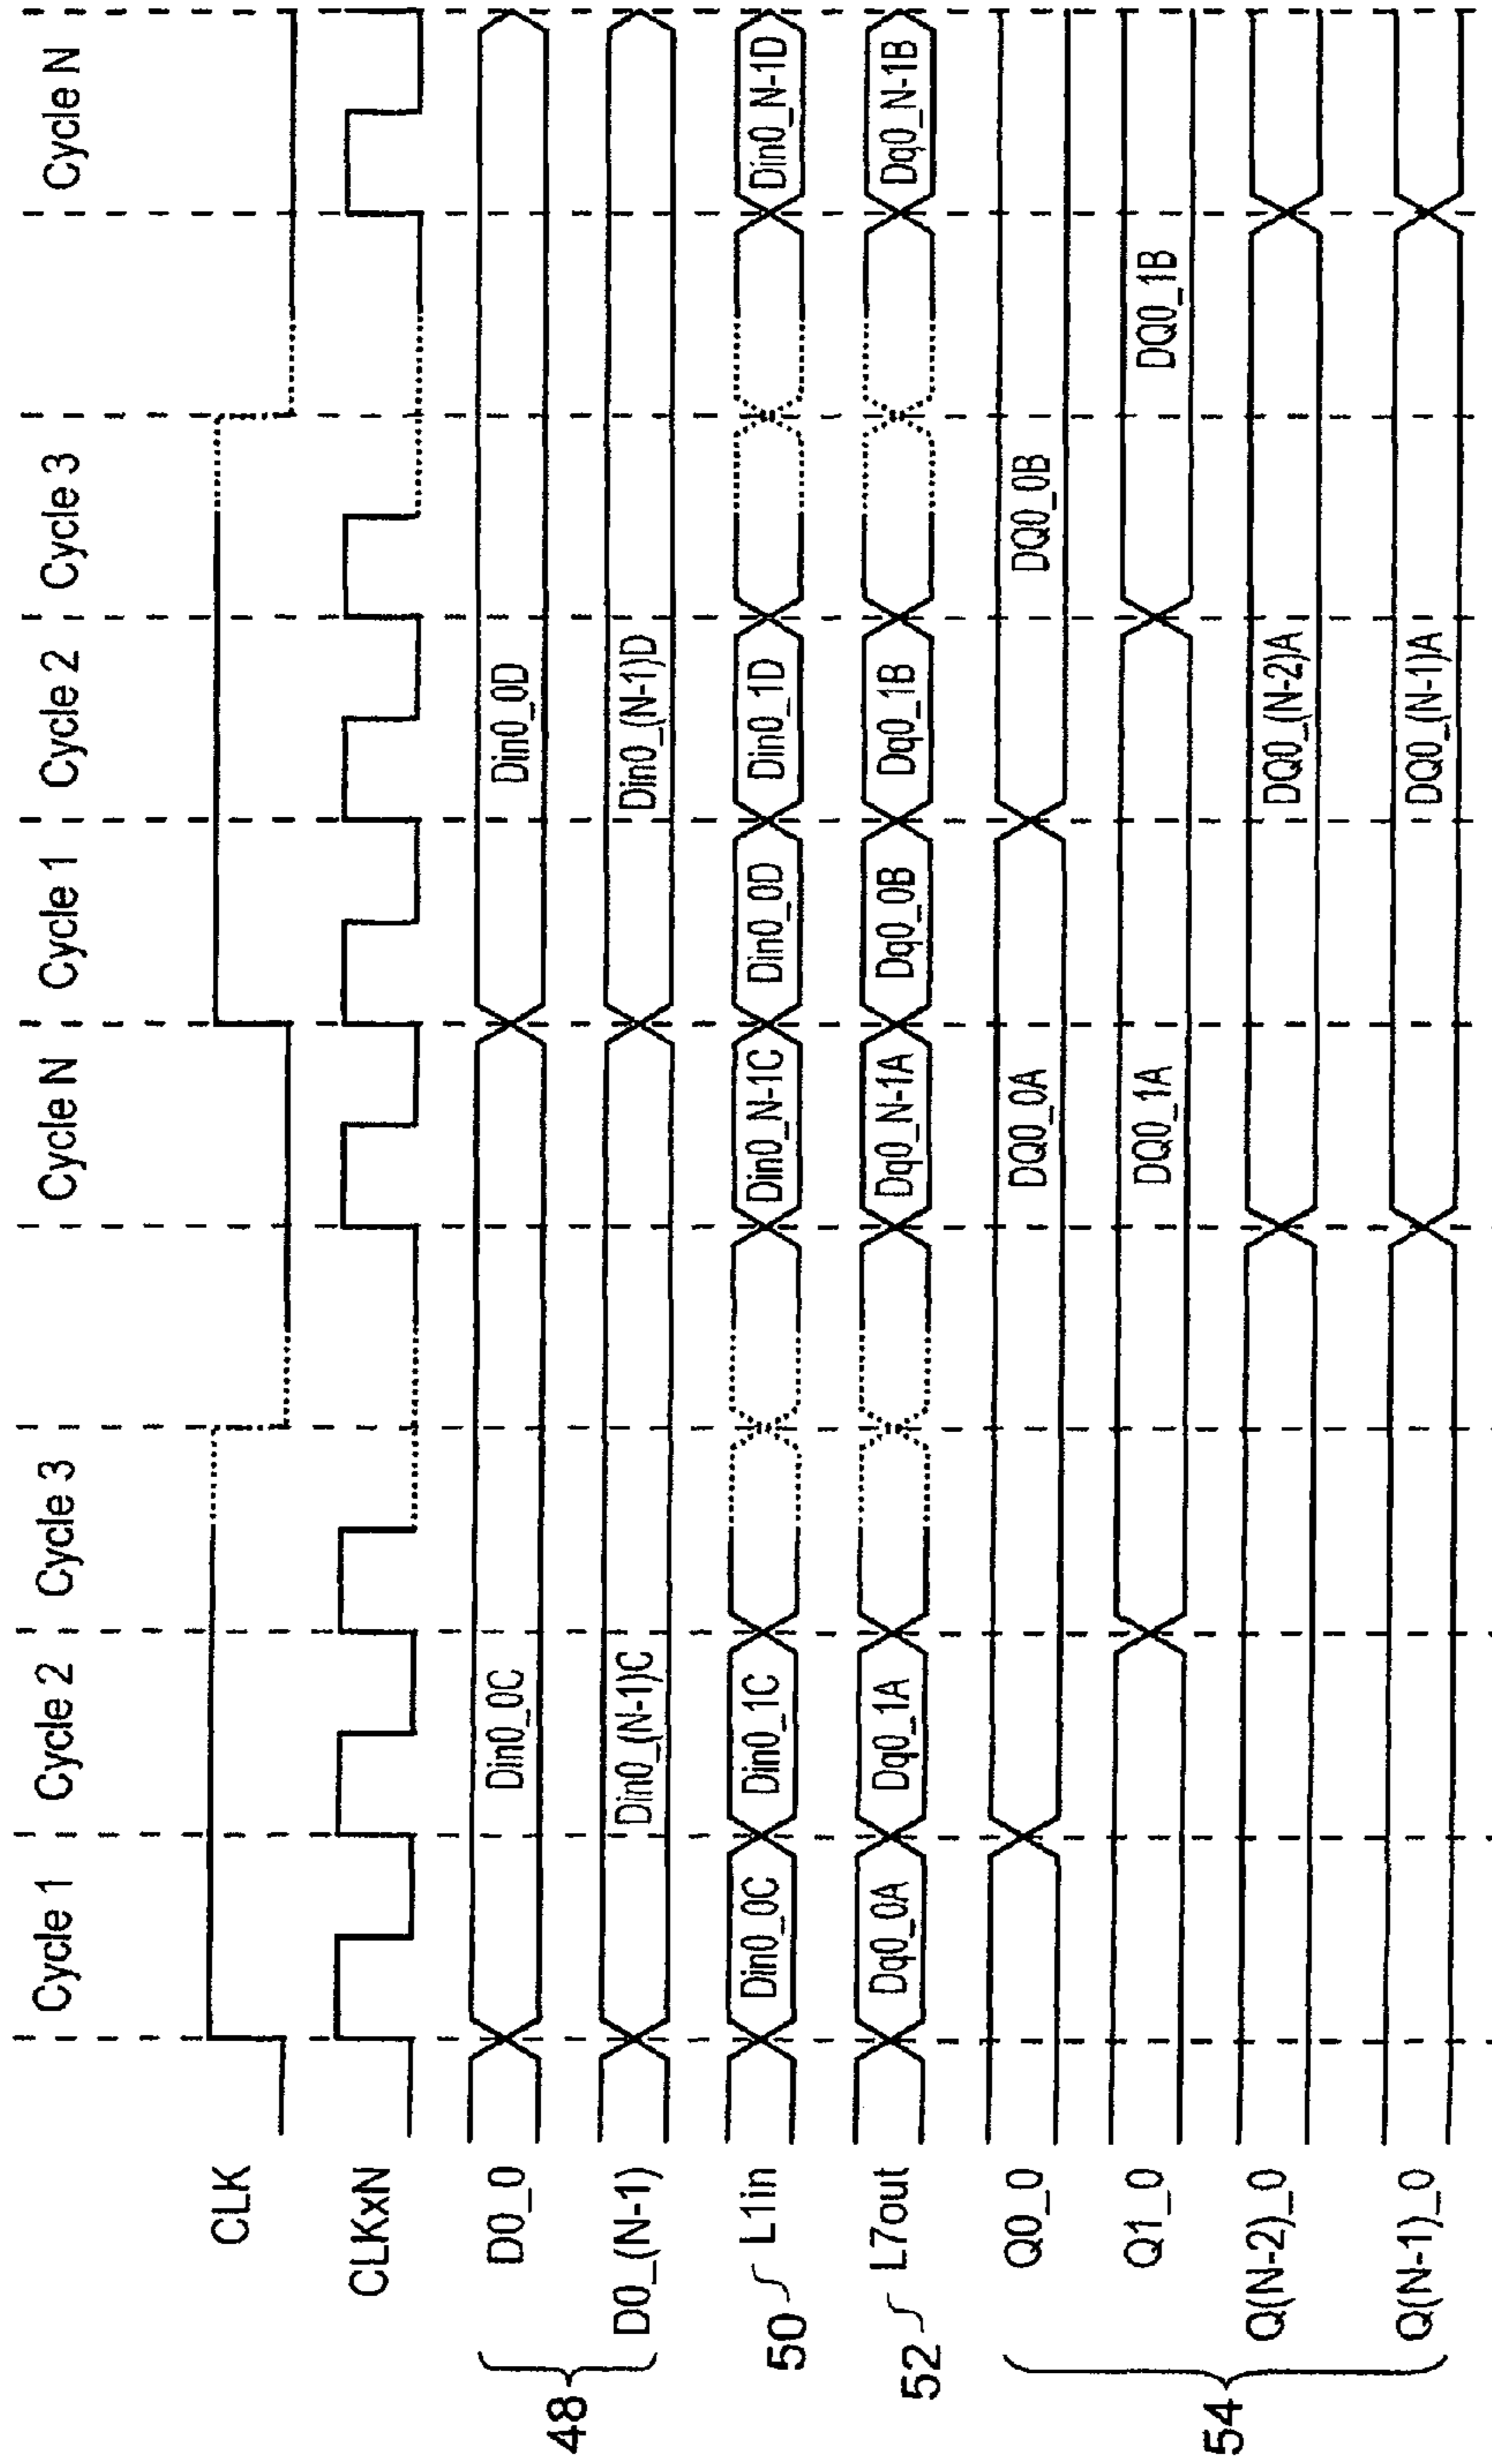 Cycle 1 Cycle 2 Cycle 3 Cycle N Cycle 1 Cycle 2 Cycle 3 Cycle N
CLK
CLKxN
48
D0_0 Din0_0C Din0_0D
D0_(N-1) Din0_(N-1)C Din0_(N-1)D
50 L1in Din0_0C Din0_1C Din0_N-1C Din0_0D Din0_1D Din0_N-1D
52 L7out Dq0_0A Dq0_1A Dq0_N-1A Dq0_0B Dq0_1B Dq0_N-1B
54
Q0_0 DQ0_0A DQ0_0B
Q1_0 DQ0_1A DQ0_1B
Q(N-2)_0 DQ0_(N-2)A
Q(N-1)_0 DQ0_(N-1)A